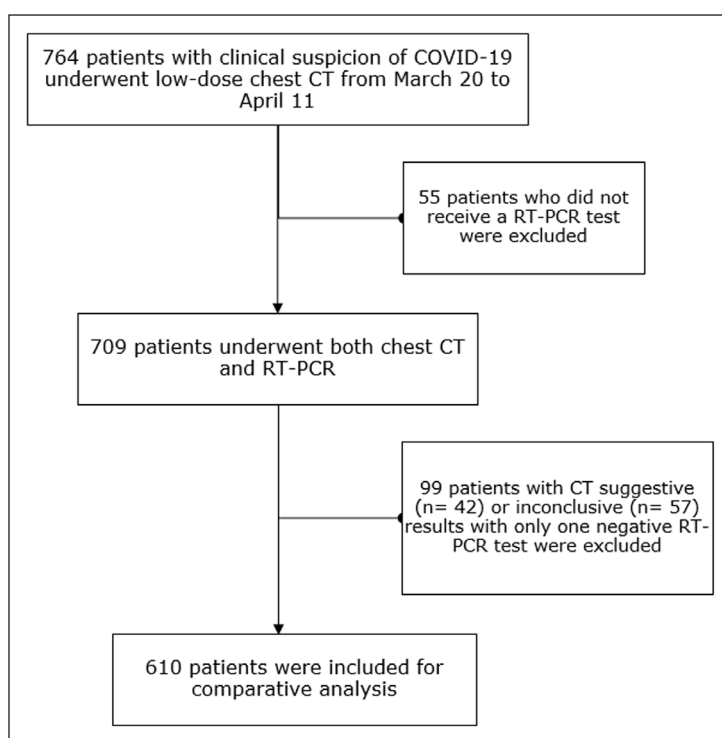 764 patients with clinical suspicion of COVID-19
underwent low-dose chest CT from March 20 to
April 11
55 patients who did not
receive a RT-PCR test
were excluded
709 patients underwent both chest CT
and RT-PCR
99 patients with CT suggestive
(n= 42) or inconclusive (n= 57)
results with only one negative RT-
PCR test were excluded
610 patients were included for
comparative analysis